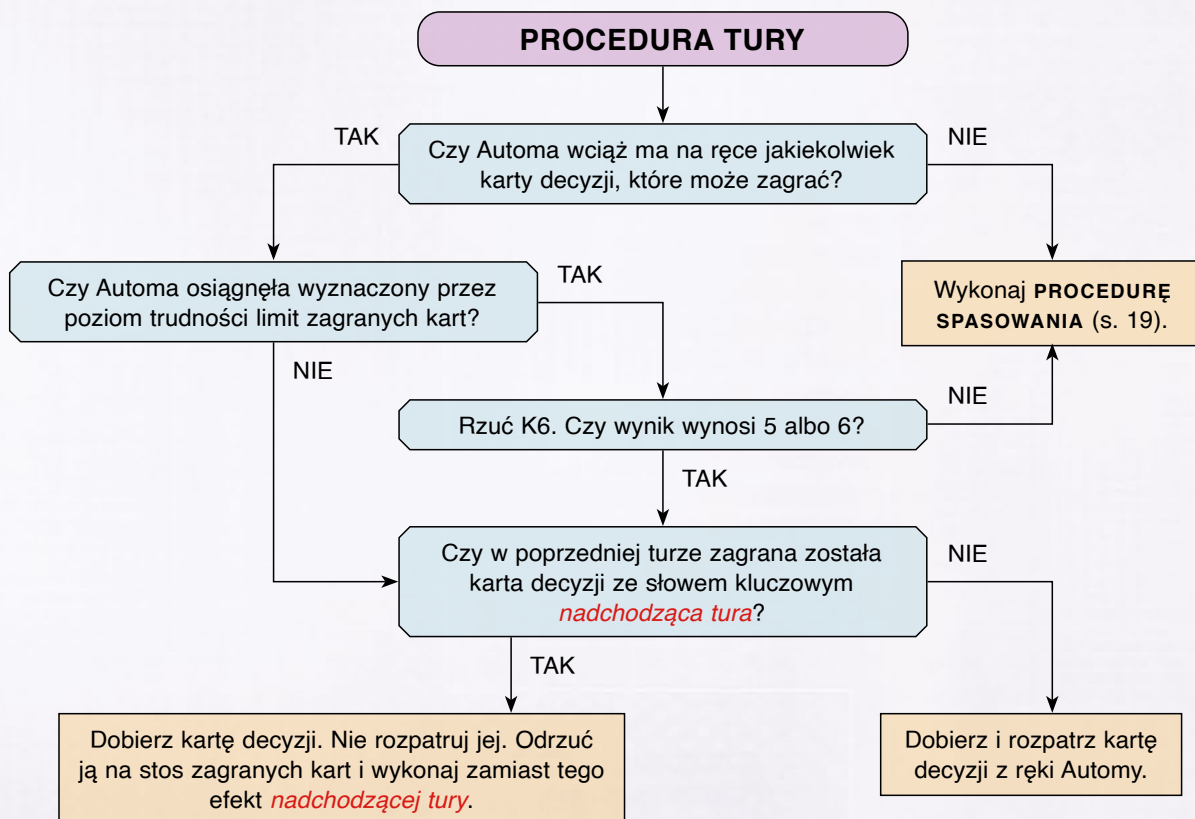 PROCEDURA TURY
TAK
Czy Automa wciąż ma na ręce jakiekolwiek
karty decyzji, które może zagrać?
NIE
Czy Automa osiągnęła wyznaczony przez
poziom trudności limit zagranych kart?
TAK
Wykonaj PROCEDURĘ
SPASOWANIA (s. 19).
NIE
Rzuć K6. Czy wynik wynosi 5 albo 6?
NIE
TAK
Czy w poprzedniej turze zagrana została
karta decyzji ze słowem kluczowym
nadchodząca tura?
NIE
TAK
Dobierz kartę decyzji. Nie rozpatruj jej. Odrzuć
ją na stos zagranych kart i wykonaj zamiast tego
efekt nadchodzącej tury.
Dobierz i rozpatrz kartę
decyzji z ręki Automy.